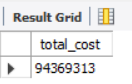 Result Grid
total_cost
94369313